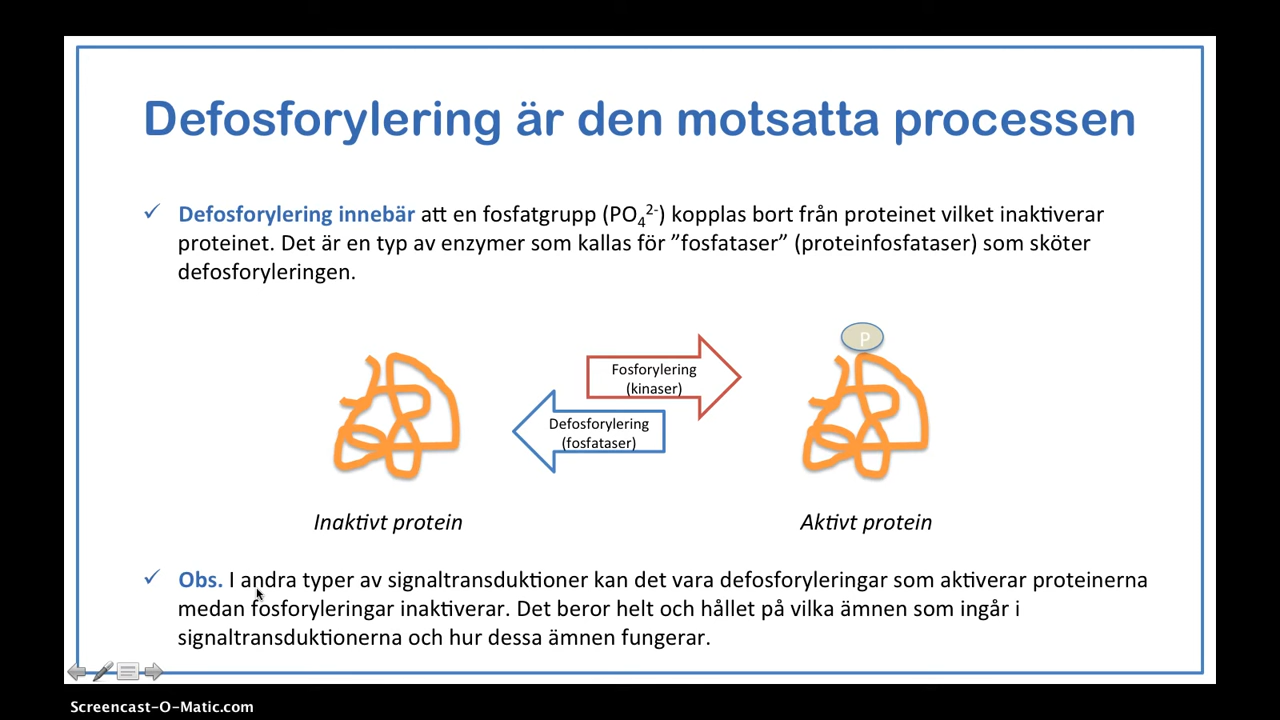 Defosforylering är den motsatta processen
✓ Defosforylering innebär att en fosfatgrupp (PO₄²⁻) kopplas bort från proteinet vilket inaktiverar
proteinet. Det är en typ av enzymer som kallas för ”fosfataser” (proteinfosfataser) som sköter
defosforyleringen.
P
Fosforylering
(kinaser)
Defosforylering
(fosfataser)
Inaktivt protein
Aktivt protein
✓ Obs. I andra typer av signaltransduktioner kan det vara defosforyleringar som aktiverar proteinerna
medan fosforyleringar inaktiverar. Det beror helt och hållet på vilka ämnen som ingår i
signaltransduktionerna och hur dessa ämnen fungerar.
Screencast-O-Matic.com